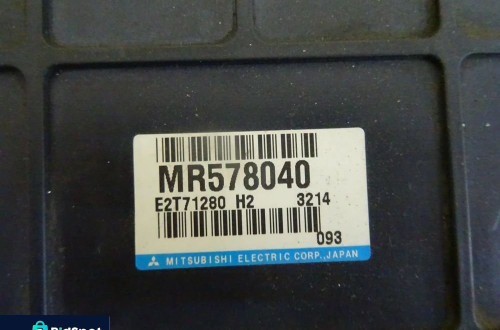 MR578040
E2T71280 H2 3214
093
MITSUBISHI ELECTRIC CORP.,JAPAN